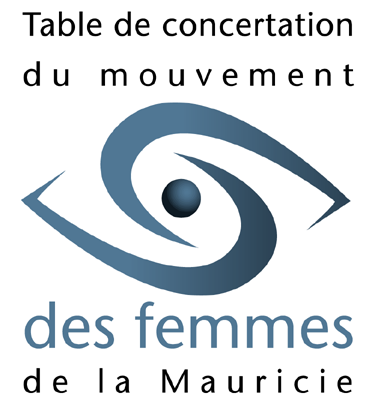 Table de concertation
du mouvement
des femmes
de la Mauricie